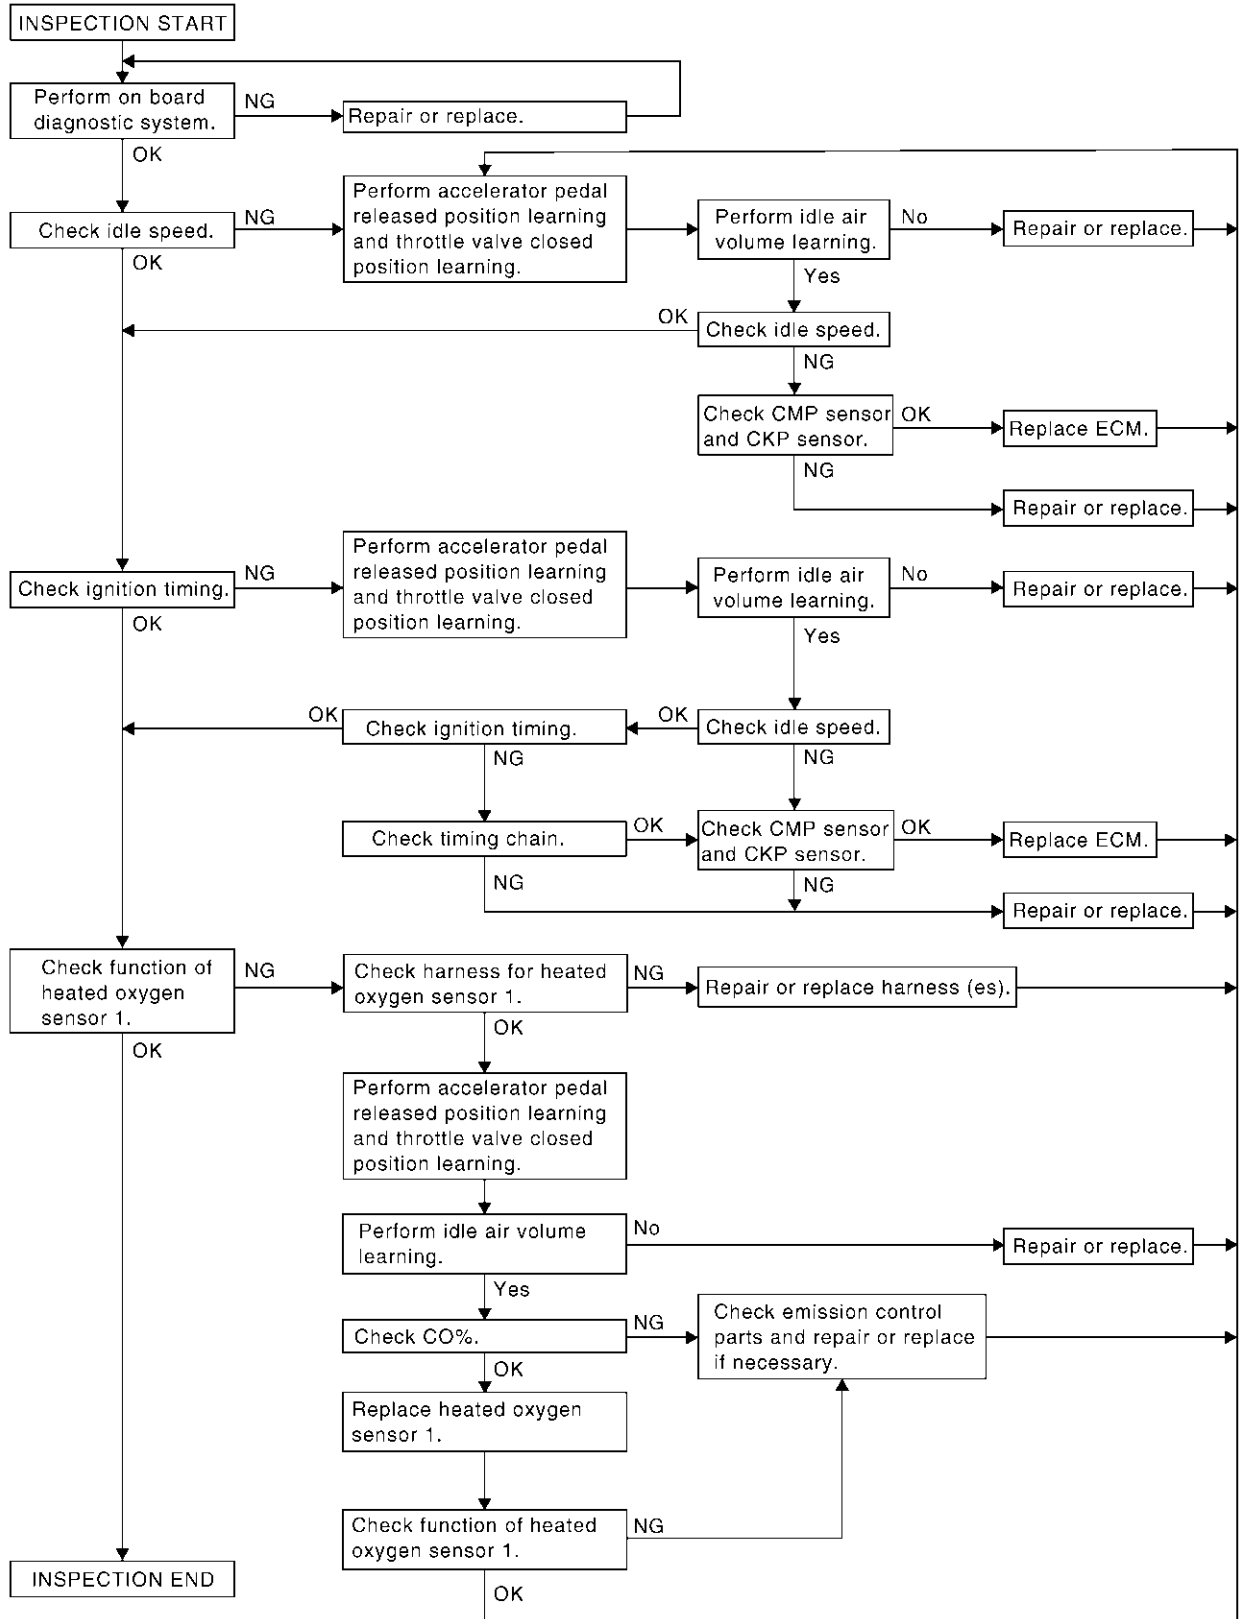 INSPECTION START
Perform on board
diagnostic system.
NG
Repair or replace.
OK
Check idle speed.
NG
Perform accelerator pedal
released position learning
and throttle valve closed
position learning.
Perform idle air
volume learning.
No
Repair or replace.
OK
Yes
OK
Check idle speed.
NG
Check CMP sensor
and CKP sensor.
OK
Replace ECM.
NG
Repair or replace.
Check ignition timing.
NG
Perform accelerator pedal
released position learning
and throttle valve closed
position learning.
Perform idle air
volume learning.
No
Repair or replace.
OK
Yes
OK
Check ignition timing.
OK
Check idle speed.
NG
NG
Check timing chain.
OK
Check CMP sensor
and CKP sensor.
OK
Replace ECM.
NG
NG
Repair or replace.
Check function of
heated oxygen
sensor 1.
NG
Check harness for heated
oxygen sensor 1.
NG
Repair or replace harness (es).
OK
OK
Perform accelerator pedal
released position learning
and throttle valve closed
position learning.
Perform idle air volume
learning.
No
Repair or replace.
Yes
Check CO%.
NG
Check emission control
parts and repair or replace
if necessary.
OK
Replace heated oxygen
sensor 1.
Check function of heated
oxygen sensor 1.
NG
OK
INSPECTION END